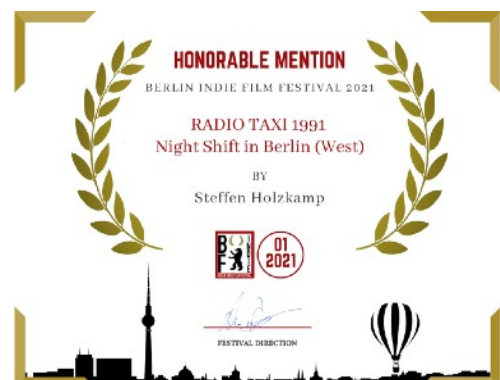 HONORABLE MENTION
BERLIN INDIE FILM FESTIVAL 2021
RADIO TAXI 1991
Night Shift in Berlin (West)
BY
Steffen Holzkamp
B
F
01
2021
FESTIVAL DIRECTION